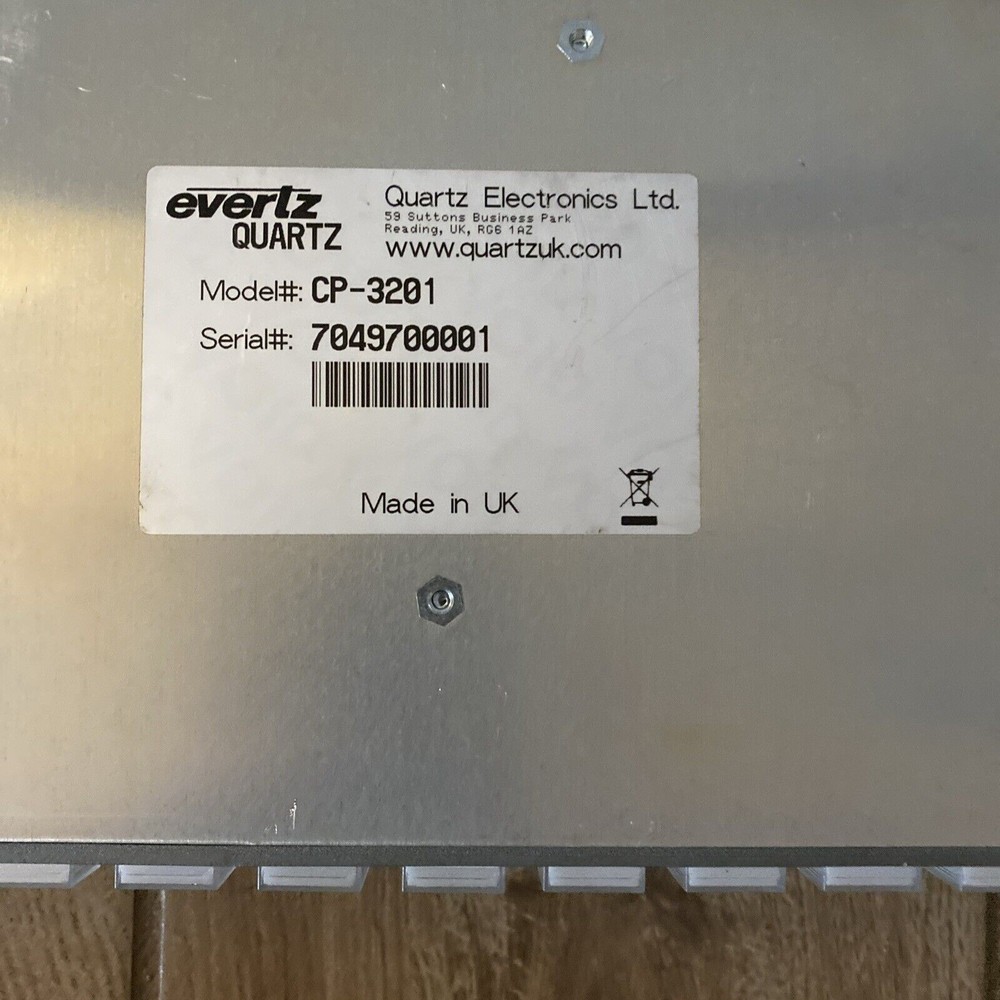 evertz
QUARTZ
Quartz Electronics Ltd.
59 Suttons Business Park
Reading, UK, RG6 1AZ
www.quartzuk.com
Model#: CP-3201
Serial#: 7049700001
Made in UK